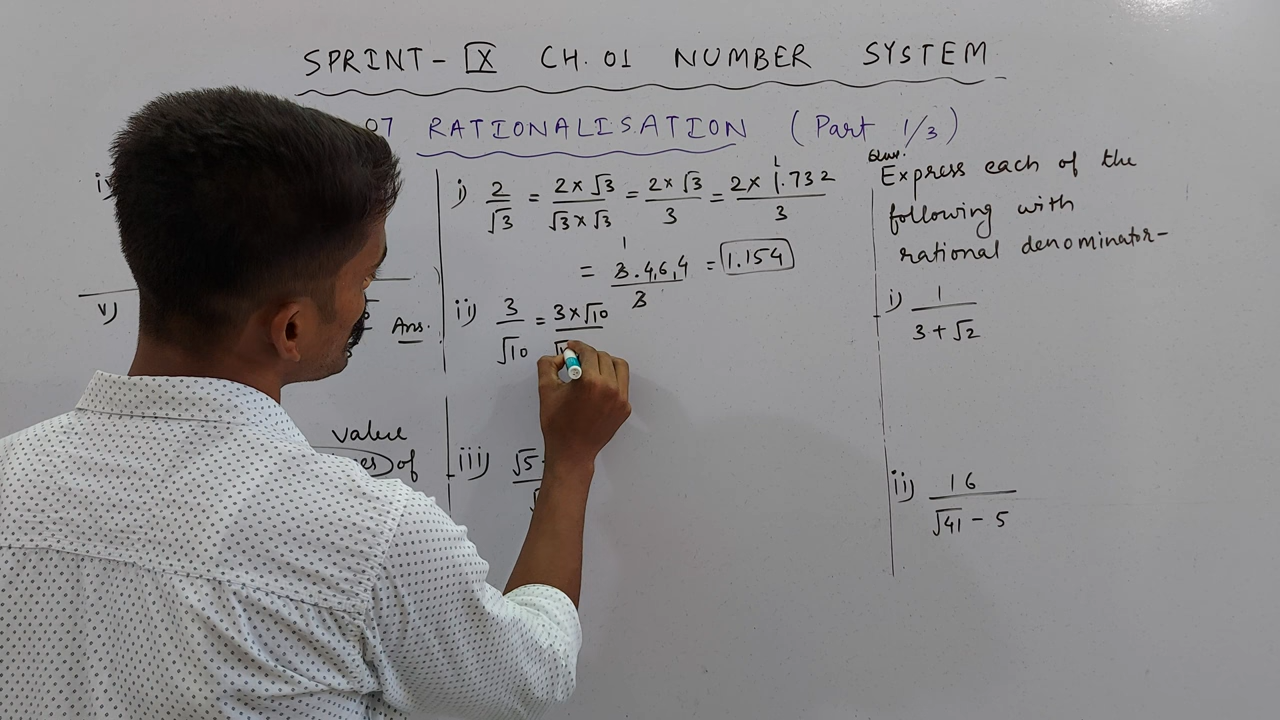 SPRINT-IX CH. 01 NUMBER SYSTEM
07 RATIONALISATION (Part 1/3)
v)
Ans.
value
of
i) 2/√3 = 2×√3/√3×√3 = 2×√3/3 = 2×1.732/3
= 3.464/3 = 1.154
ii) 3/√10 = 3×√10/√1
iii) √5
Ques.
Express each of the
following with
rational denominator-
i) 1/3+√2
ii) 16/√41 - 5